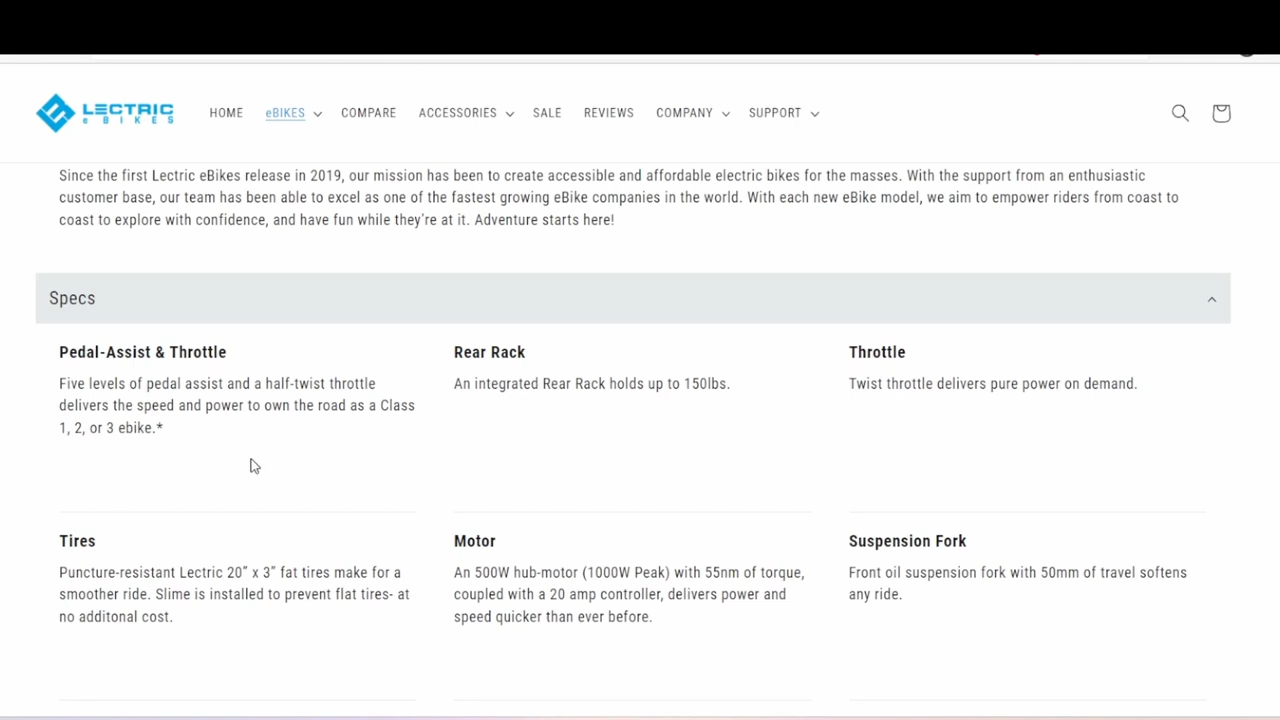 LECTRIC
eBIKES
HOME
eBIKES
COMPARE
ACCESSORIES
SALE
REVIEWS
COMPANY
SUPPORT
Since the first Lectric eBikes release in 2019, our mission has been to create accessible and affordable electric bikes for the masses. With the support from an enthusiastic
customer base, our team has been able to excel as one of the fastest growing eBike companies in the world. With each new eBike model, we aim to empower riders from coast to
coast to explore with confidence, and have fun while they're at it. Adventure starts here!
Specs
Pedal-Assist & Throttle
Five levels of pedal assist and a half-twist throttle
delivers the speed and power to own the road as a Class
1, 2, or 3 ebike.*
Rear Rack
An integrated Rear Rack holds up to 150lbs.
Throttle
Twist throttle delivers pure power on demand.
Tires
Puncture-resistant Lectric 20" x 3" fat tires make for a
smoother ride. Slime is installed to prevent flat tires- at
no additonal cost.
Motor
An 500W hub-motor (1000W Peak) with 55nm of torque,
coupled with a 20 amp controller, delivers power and
speed quicker than ever before.
Suspension Fork
Front oil suspension fork with 50mm of travel softens
any ride.